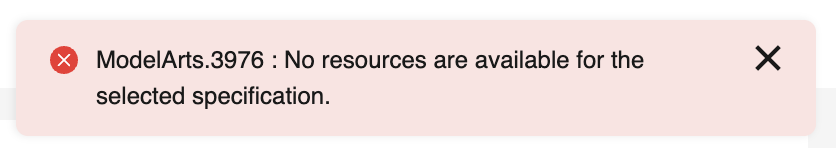 ModelArts.3976 : No resources are available for the
selected specification.